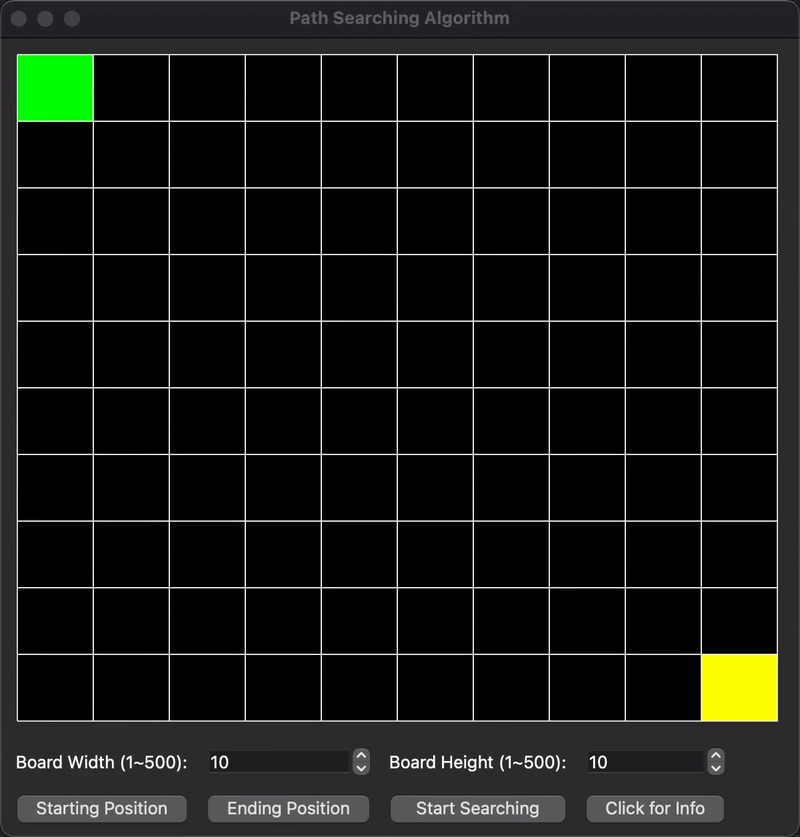 Path Searching Algorithm
Board Width (1~500): 10 Board Height (1~500): 10
Starting Position Ending Position Start Searching Click for Info